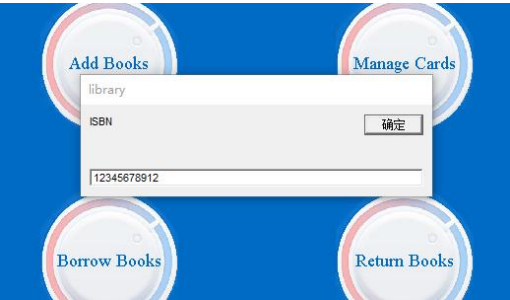 Add Books
Manage Cards
library
ISBN
确定
12345678912
Borrow Books
Return Books